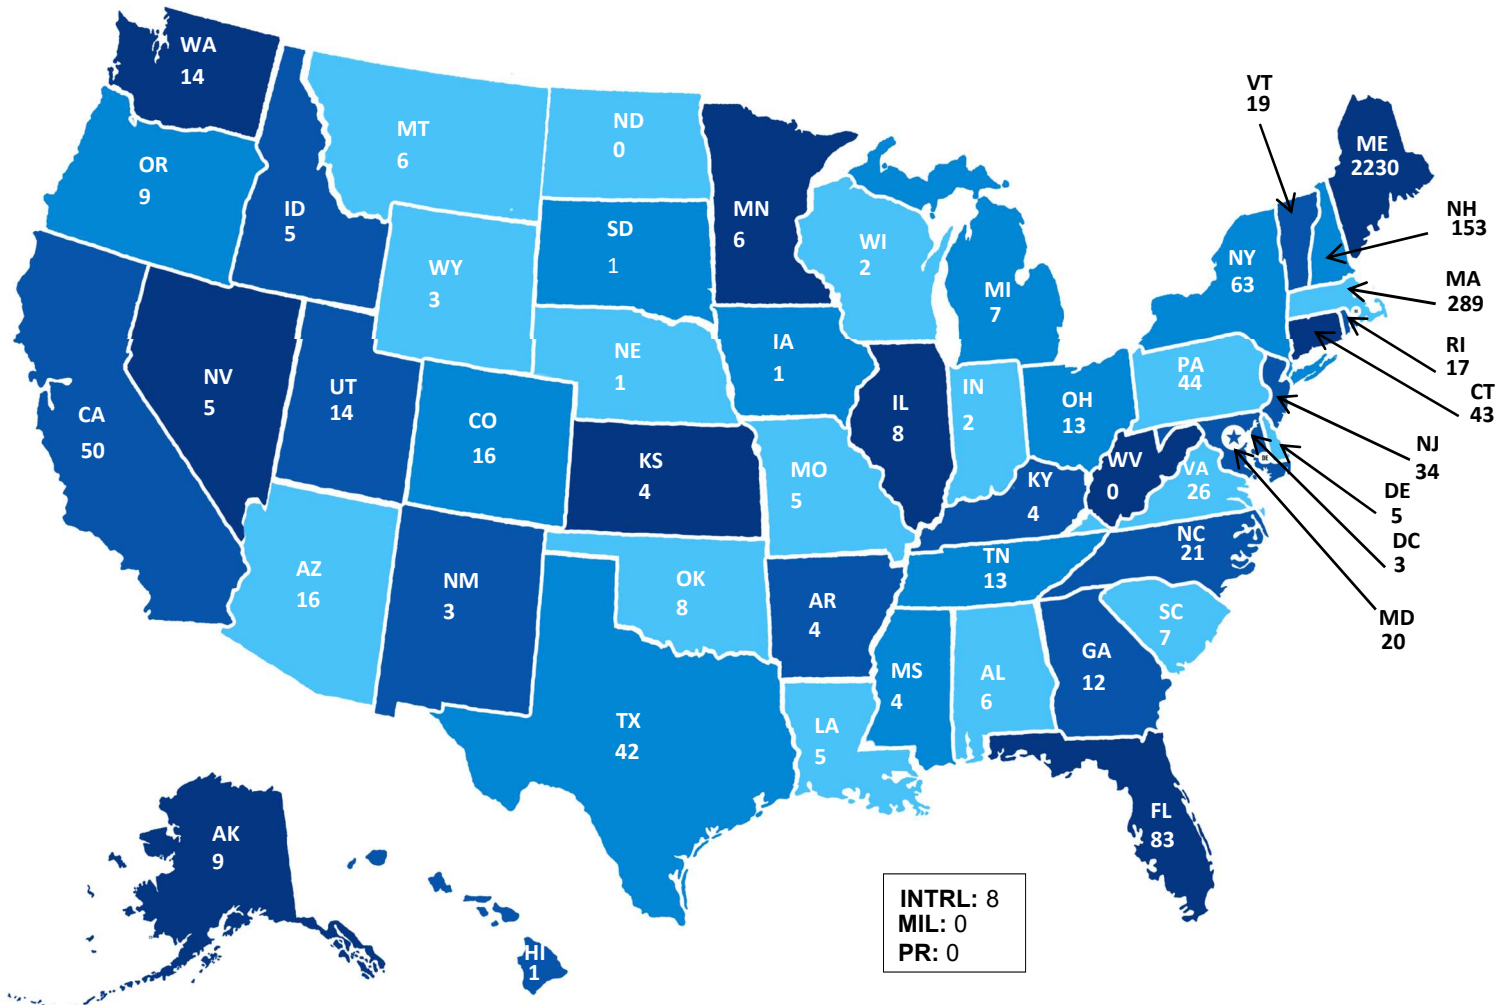 WA
14
OR
9
CA
50
ID
5
NV
5
MT
6
WY
3
UT
14
AZ
16
CO
16
NM
3
ND
0
SD
1
NE
1
KS
4
OK
8
TX
42
MN
6
IA
1
MO
5
AR
4
LA
5
WI
2
IL
8
MI
7
IN
2
OH
13
KY
4
TN
13
MS
4
AL
6
GA
12
FL
83
SC
7
NC
21
VA
26
WV
0
PA
44
NY
63
VT
19
ME
2230
NH
153
MA
289
RI
17
CT
43
NJ
34
DE
5
DC
3
MD
20
DE
AK
9
HI
1
INTRL: 8
MIL: 0
PR: 0